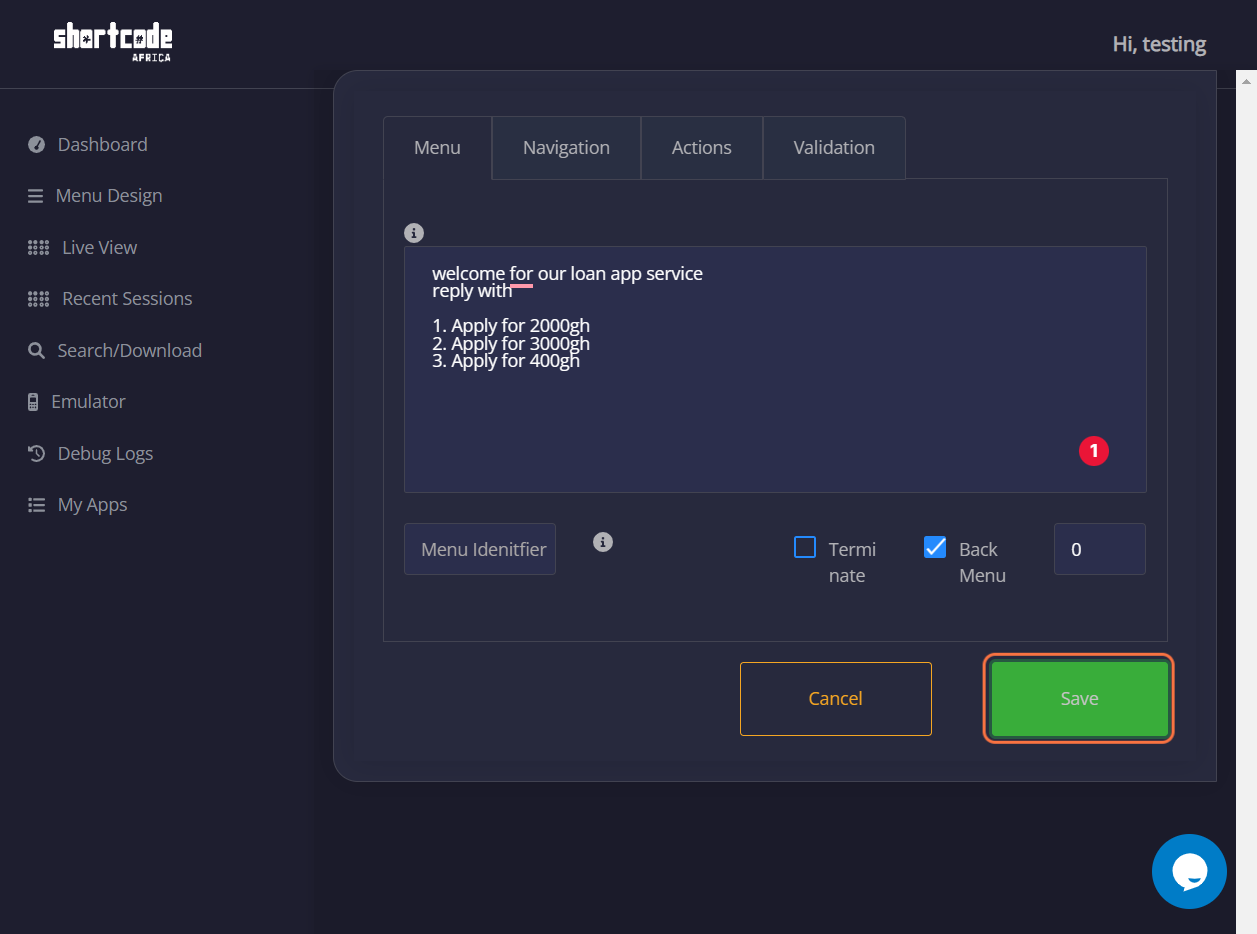 shortcode
AFRICA
Hi, testing
Dashboard
Menu Design
Live View
Recent Sessions
Search/Download
Emulator
Debug Logs
My Apps
Menu
Navigation
Actions
Validation
welcome for our loan app service
reply with
1. Apply for 2000gh
2. Apply for 3000gh
3. Apply for 400gh
1
Menu Idenitfier
Termi
nate
Back
Menu
0
Cancel
Save